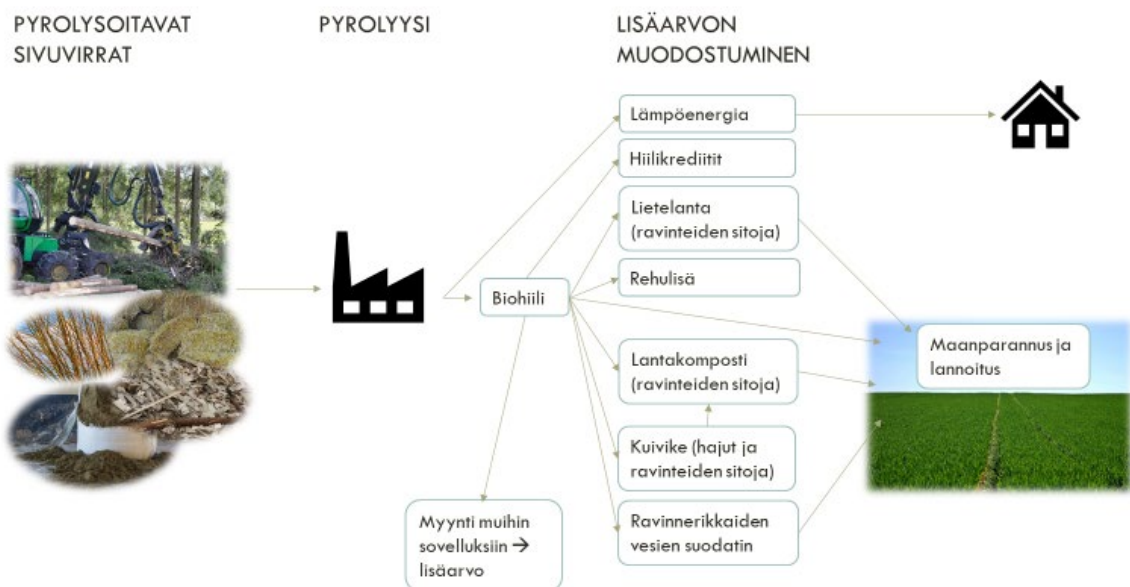 PYROLYSOITAVAT
SIVUVIRRAT
PYROLYYSI
LISÄARVON
MUODOSTUMINEN
Lämpöenergia
Hiilikrediitit
Lietelanta
(ravinteiden sitoja)
Rehulisä
Biohiili
Maanparannus ja
lannoitus
Lantakomposti
(ravinteiden sitoja)
Kuivike (hajut ja
ravinteiden sitoja)
Myynti muihin
sovelluksiin →
lisäarvo
Ravinnerikkaiden
vesien suodatin